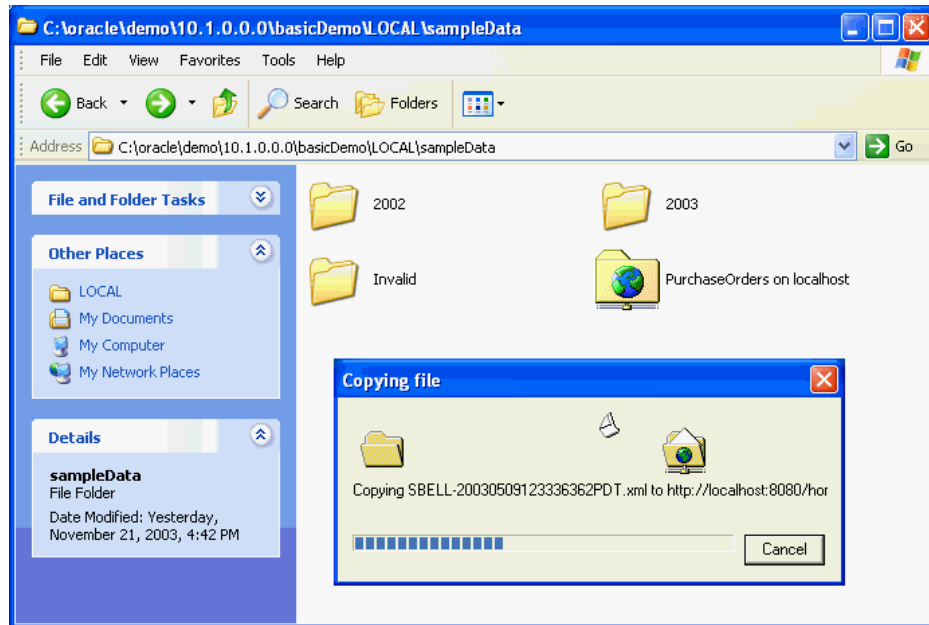 C:\oracle\demo\10.1.0.0.0\basicDemo\LOCAL\sampleData
File Edit View Favorites Tools Help
Back Search Folders
Address C:\oracle\demo\10.1.0.0.0\basicDemo\LOCAL\sampleData Go
File and Folder Tasks
Other Places
LOCAL
My Documents
My Computer
My Network Places
Details
sampleData
File Folder
Date Modified: Yesterday,
November 21, 2003, 4:42 PM
2002 2003
Invalid PurchaseOrders on localhost
Copying file
Copying SBELL-20030509123336362PDT.xml to http://localhost:8080/hor
Cancel